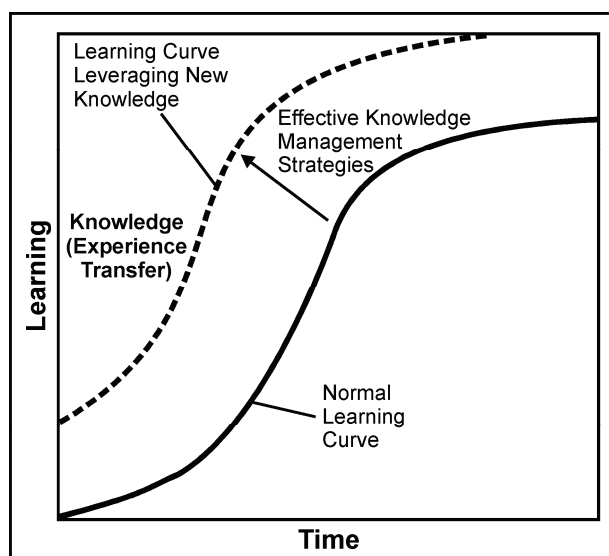 Learning Curve
Leveraging New
Knowledge
Effective Knowledge
Management
Strategies
Knowledge
(Experience
Transfer)
Learning
Normal
Learning
Curve
Time